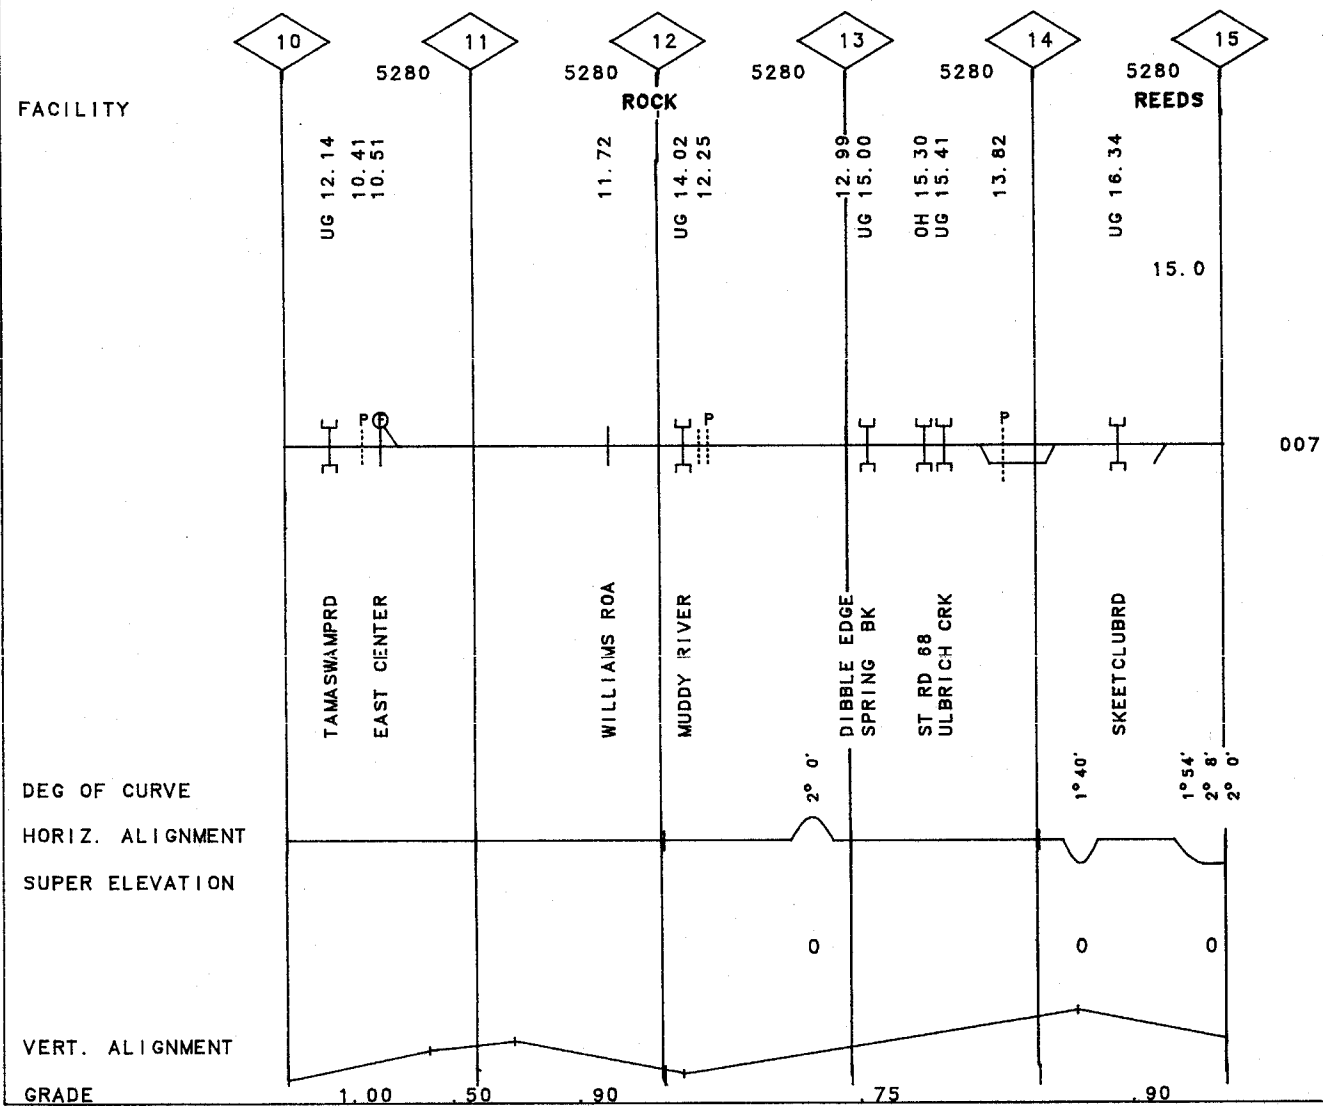 10 11 12 13 14 15
5280 5280 5280 5280 5280
FACILITY ROCK REEDS
UG 12.14
10.41
10.51
11.72
UG 14.02
12.25
12.99
UG 15.00
OH 15.30
UG 15.41
13.82
UG 16.34
15.0
P F P P
007
TAMASWAMPRD
EAST CENTER
WILLIAMS ROA
MUDDY RIVER
DIBBLE EDGE
SPRING BK
ST RD 68
ULBRICH CRK
SKEETCLUBRD
DEG OF CURVE
2° 0'
1°40'
1°54'
2° 8'
2° 0'
HORIZ. ALIGNMENT
SUPER ELEVATION
0 0 0
VERT. ALIGNMENT
GRADE 1.00 .50 .90 .75 .90